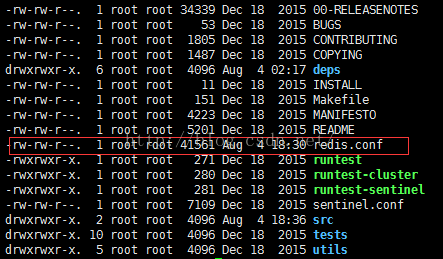 -rw-rw-r--. 1 root root 34339 Dec 18 2015 00-RELEASENOTES
-rw-rw-r--. 1 root root 53 Dec 18 2015 BUGS
-rw-rw-r--. 1 root root 1805 Dec 18 2015 CONTRIBUTING
-rw-rw-r--. 1 root root 1487 Dec 18 2015 COPYING
drwxrwxr-x. 6 root root 4096 Aug 4 02:17 deps
-rw-rw-r--. 1 root root 11 Dec 18 2015 INSTALL
-rw-rw-r--. 1 root root 151 Dec 18 2015 Makefile
-rw-rw-r--. 1 root root 4223 Dec 18 2015 MANIFESTO
-rw-rw-r--. 1 root root 5201 Dec 18 2015 README
-rw-rw-r--. 1 root root 41561 Aug 4 18:38 redis.conf
-rwxrwxr-x. 1 root root 271 Dec 18 2015 runtest
-rwxrwxr-x. 1 root root 280 Dec 18 2015 runtest-cluster
-rwxrwxr-x. 1 root root 281 Dec 18 2015 runtest-sentinel
-rw-rw-r--. 1 root root 7109 Dec 18 2015 sentinel.conf
drwxrwxr-x. 2 root root 4096 Aug 4 18:36 src
drwxrwxr-x. 10 root root 4096 Dec 18 2015 tests
drwxrwxr-x. 5 root root 4096 Dec 18 2015 utils